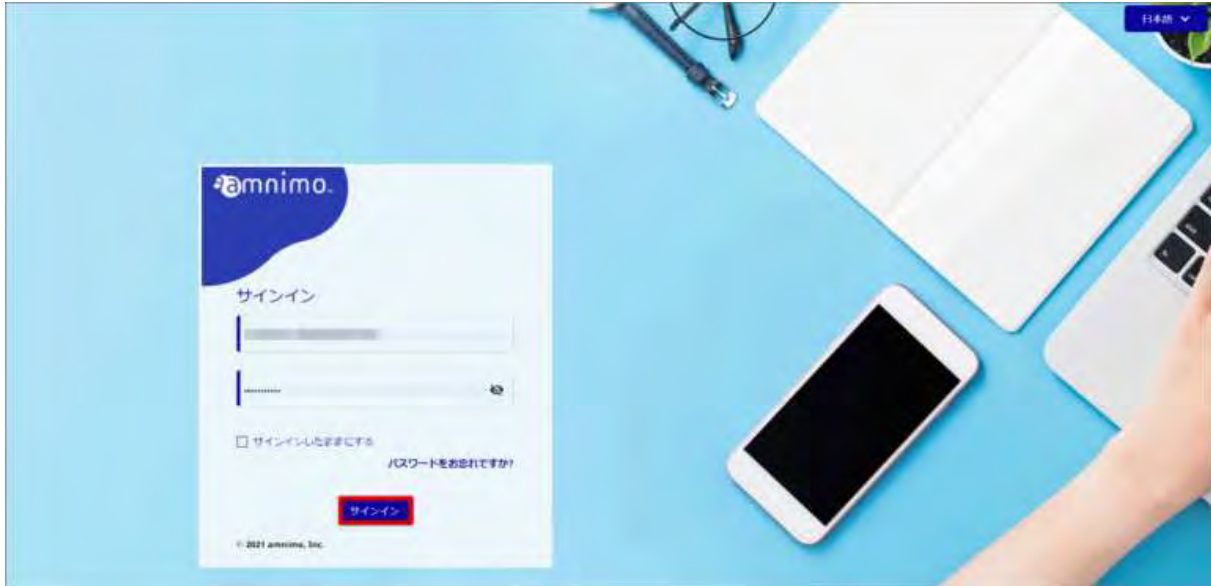 日本語
amnimo
サインイン
サインインしたままにする
パスワードをお忘れですか?
サインイン
© 2021 amnimo, Inc.